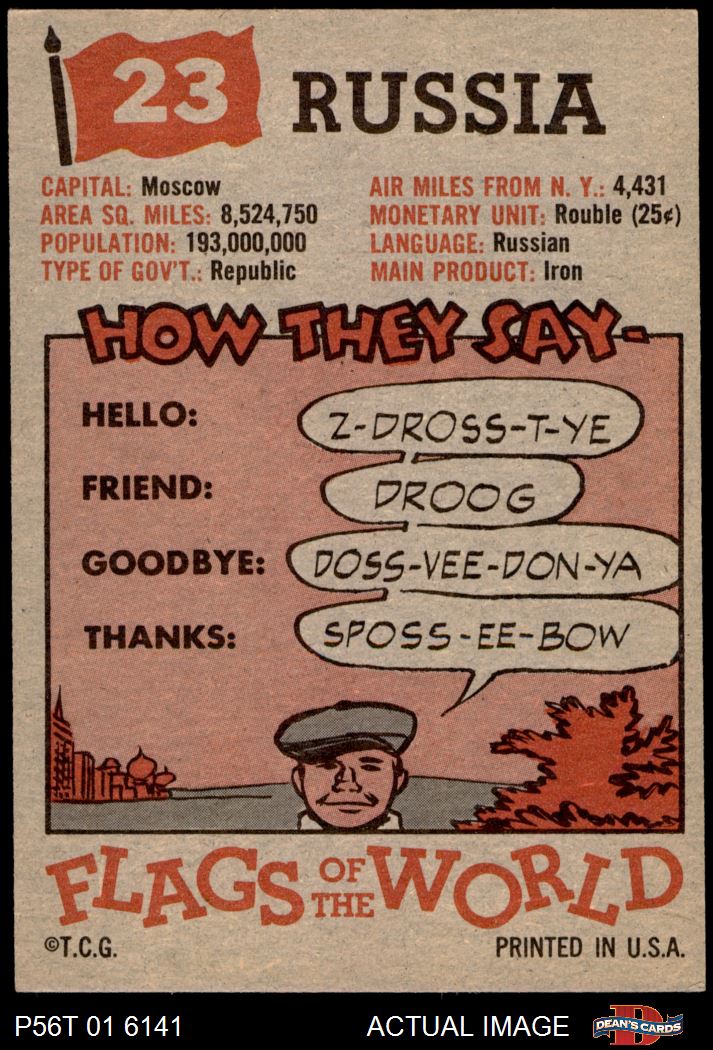 23 RUSSIA
CAPITAL: Moscow
AREA SQ. MILES: 8,524,750
POPULATION: 193,000,000
TYPE OF GOV'T.: Republic
AIR MILES FROM N. Y.: 4,431
MONETARY UNIT: Rouble (25¢)
LANGUAGE: Russian
MAIN PRODUCT: Iron
HOW THEY SAY-
HELLO: Z-DROSS-T-YE
FRIEND: DROOG
GOODBYE: DOSS-VEE-DON-YA
THANKS: SPOSS-EE-BOW
FLAGS OF THE WORLD
©T.C.G. PRINTED IN U.S.A.
P56T 01 6141 ACTUAL IMAGE D DEAN'S CARDS